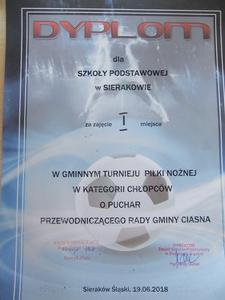 DYPLOM
dla
SZKOŁY PODSTAWOWEJ
w SIERAKOWIE
za zajęcie I miejsca
W GMINNYM TURNIEJU PIŁKI NOŻNEJ
W KATEGORII CHŁOPCÓW
O PUCHAR
PRZEWODNICZĄCEGO RADY GMINY CIASNA
Sieraków Śląski, 19.06.2018